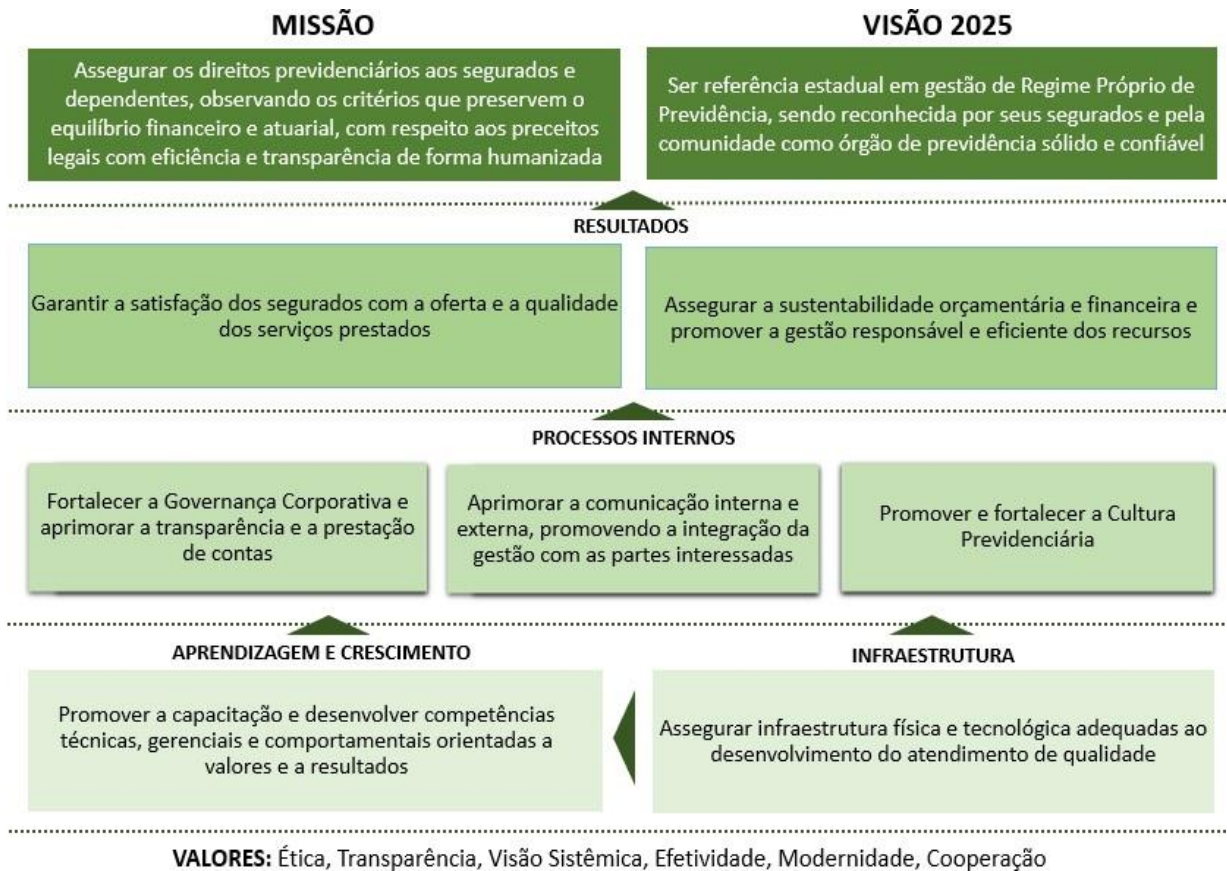 MISSÃO
Assegurar os direitos previdenciários aos segurados e
dependentes, observando os critérios que preservem o
equilíbrio financeiro e atuarial, com respeito aos preceitos
legais com eficiência e transparência de forma humanizada
VISÃO 2025
Ser referência estadual em gestão de Regime Próprio de
Previdência, sendo reconhecida por seus segurados e pela
comunidade como órgão de previdência sólido e confiável
RESULTADOS
Garantir a satisfação dos segurados com a oferta e a qualidade
dos serviços prestados
Assegurar a sustentabilidade orçamentária e financeira e
promover a gestão responsável e eficiente dos recursos
PROCESSOS INTERNOS
Fortalecer a Governança Corporativa e
aprimorar a transparência e a prestação
de contas
Aprimorar a comunicação interna e
externa, promovendo a integração da
gestão com as partes interessadas
Promover e fortalecer a Cultura
Previdenciária
APRENDIZAGEM E CRESCIMENTO
Promover a capacitação e desenvolver competências
técnicas, gerenciais e comportamentais orientadas a
valores e a resultados
INFRAESTRUTURA
Assegurar infraestrutura física e tecnológica adequadas ao
desenvolvimento do atendimento de qualidade
VALORES: Ética, Transparência, Visão Sistêmica, Efetividade, Modernidade, Cooperação